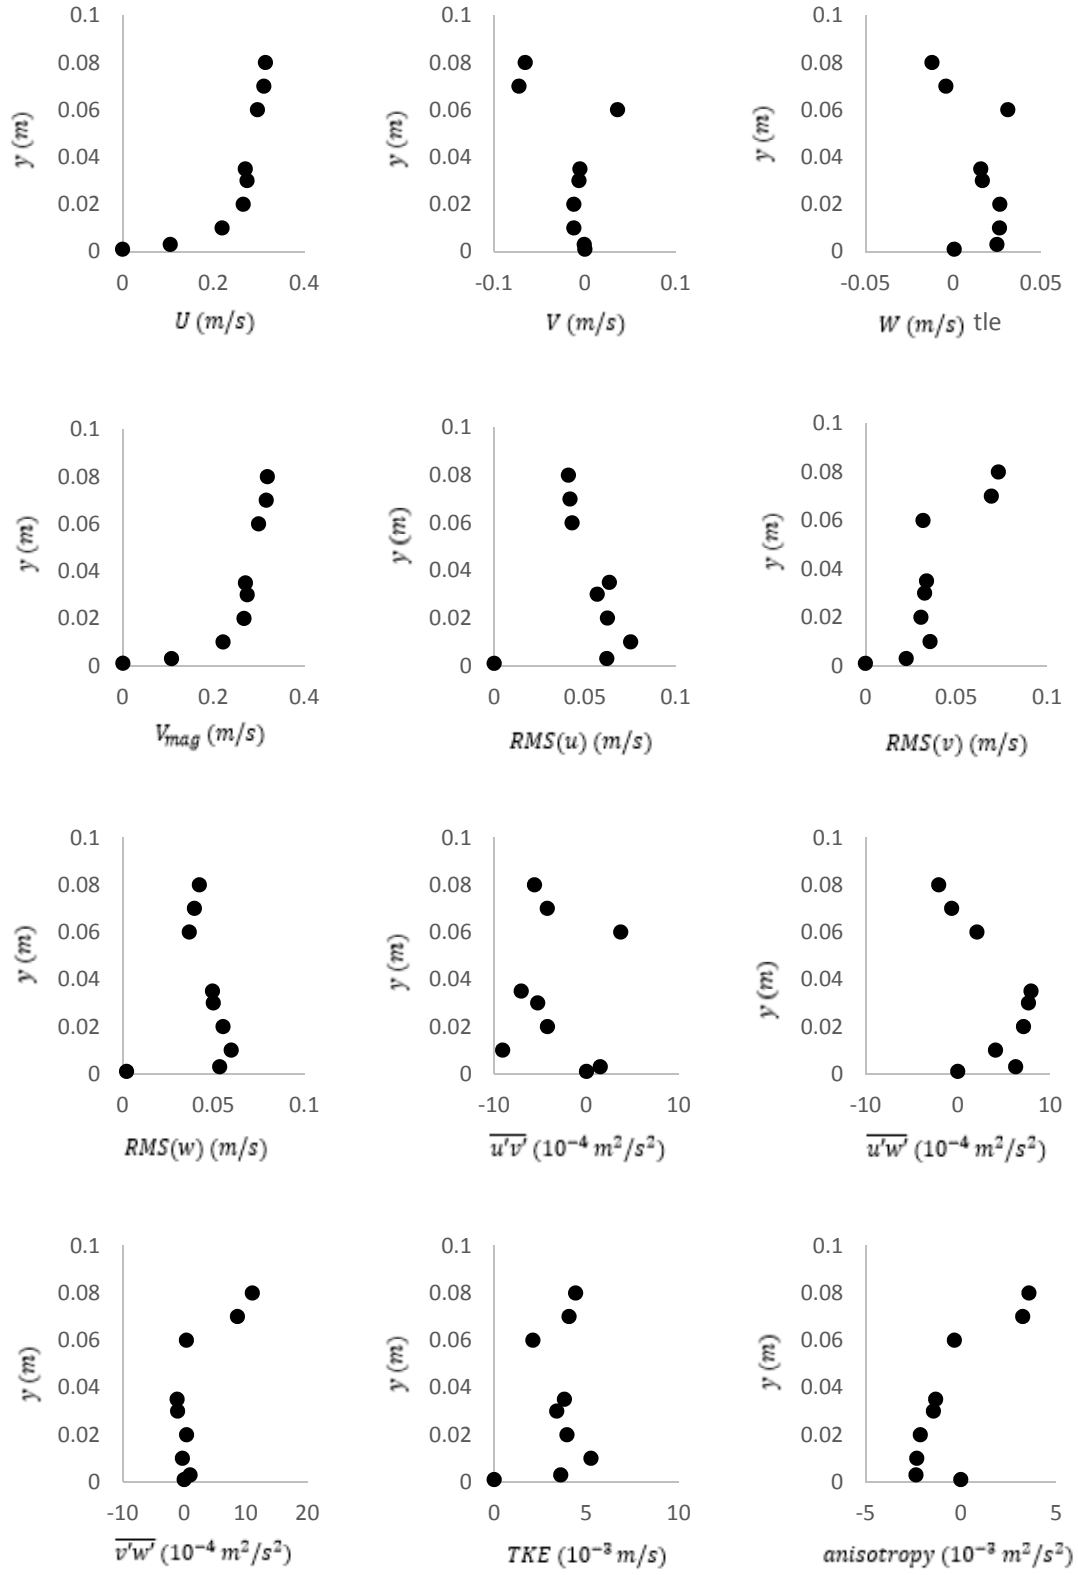 0.1 0.1 0.1
0.08 0.08 0.08
0.06 0.06 0.06
y (m) y (m) y (m)
0.04 0.04 0.04
0.02 0.02 0.02
0 0 0
0 0.2 0.4 -0.1 0 0.1 -0.05 0 0.05
U (m/s) V (m/s) W (m/s) tle
0.1 0.1 0.1
0.08 0.08 0.08
0.06 0.06 0.06
y (m) y (m) y (m)
0.04 0.04 0.04
0.02 0.02 0.02
0 0 0
0 0.2 0.4 0 0.05 0.1 0 0.05 0.1
V_mag (m/s) RMS(u) (m/s) RMS(v) (m/s)
0.1 0.1 0.1
0.08 0.08 0.08
0.06 0.06 0.06
y (m) y (m) y (m)
0.04 0.04 0.04
0.02 0.02 0.02
0 0 0
0 0.05 0.1 -10 0 10 -10 0 10
RMS(w) (m/s) u̅'̅v̅'̅ (10⁻⁴ m²/s²) u̅'̅w̅'̅ (10⁻⁴ m²/s²)
0.1 0.1 0.1
0.08 0.08 0.08
0.06 0.06 0.06
y (m) y (m) y (m)
0.04 0.04 0.04
0.02 0.02 0.02
0 0 0
-10 0 10 20 0 5 10 -5 0 5
v̅'̅w̅'̅ (10⁻⁴ m²/s²) TKE (10⁻³ m/s) anisotropy (10⁻³ m²/s²)